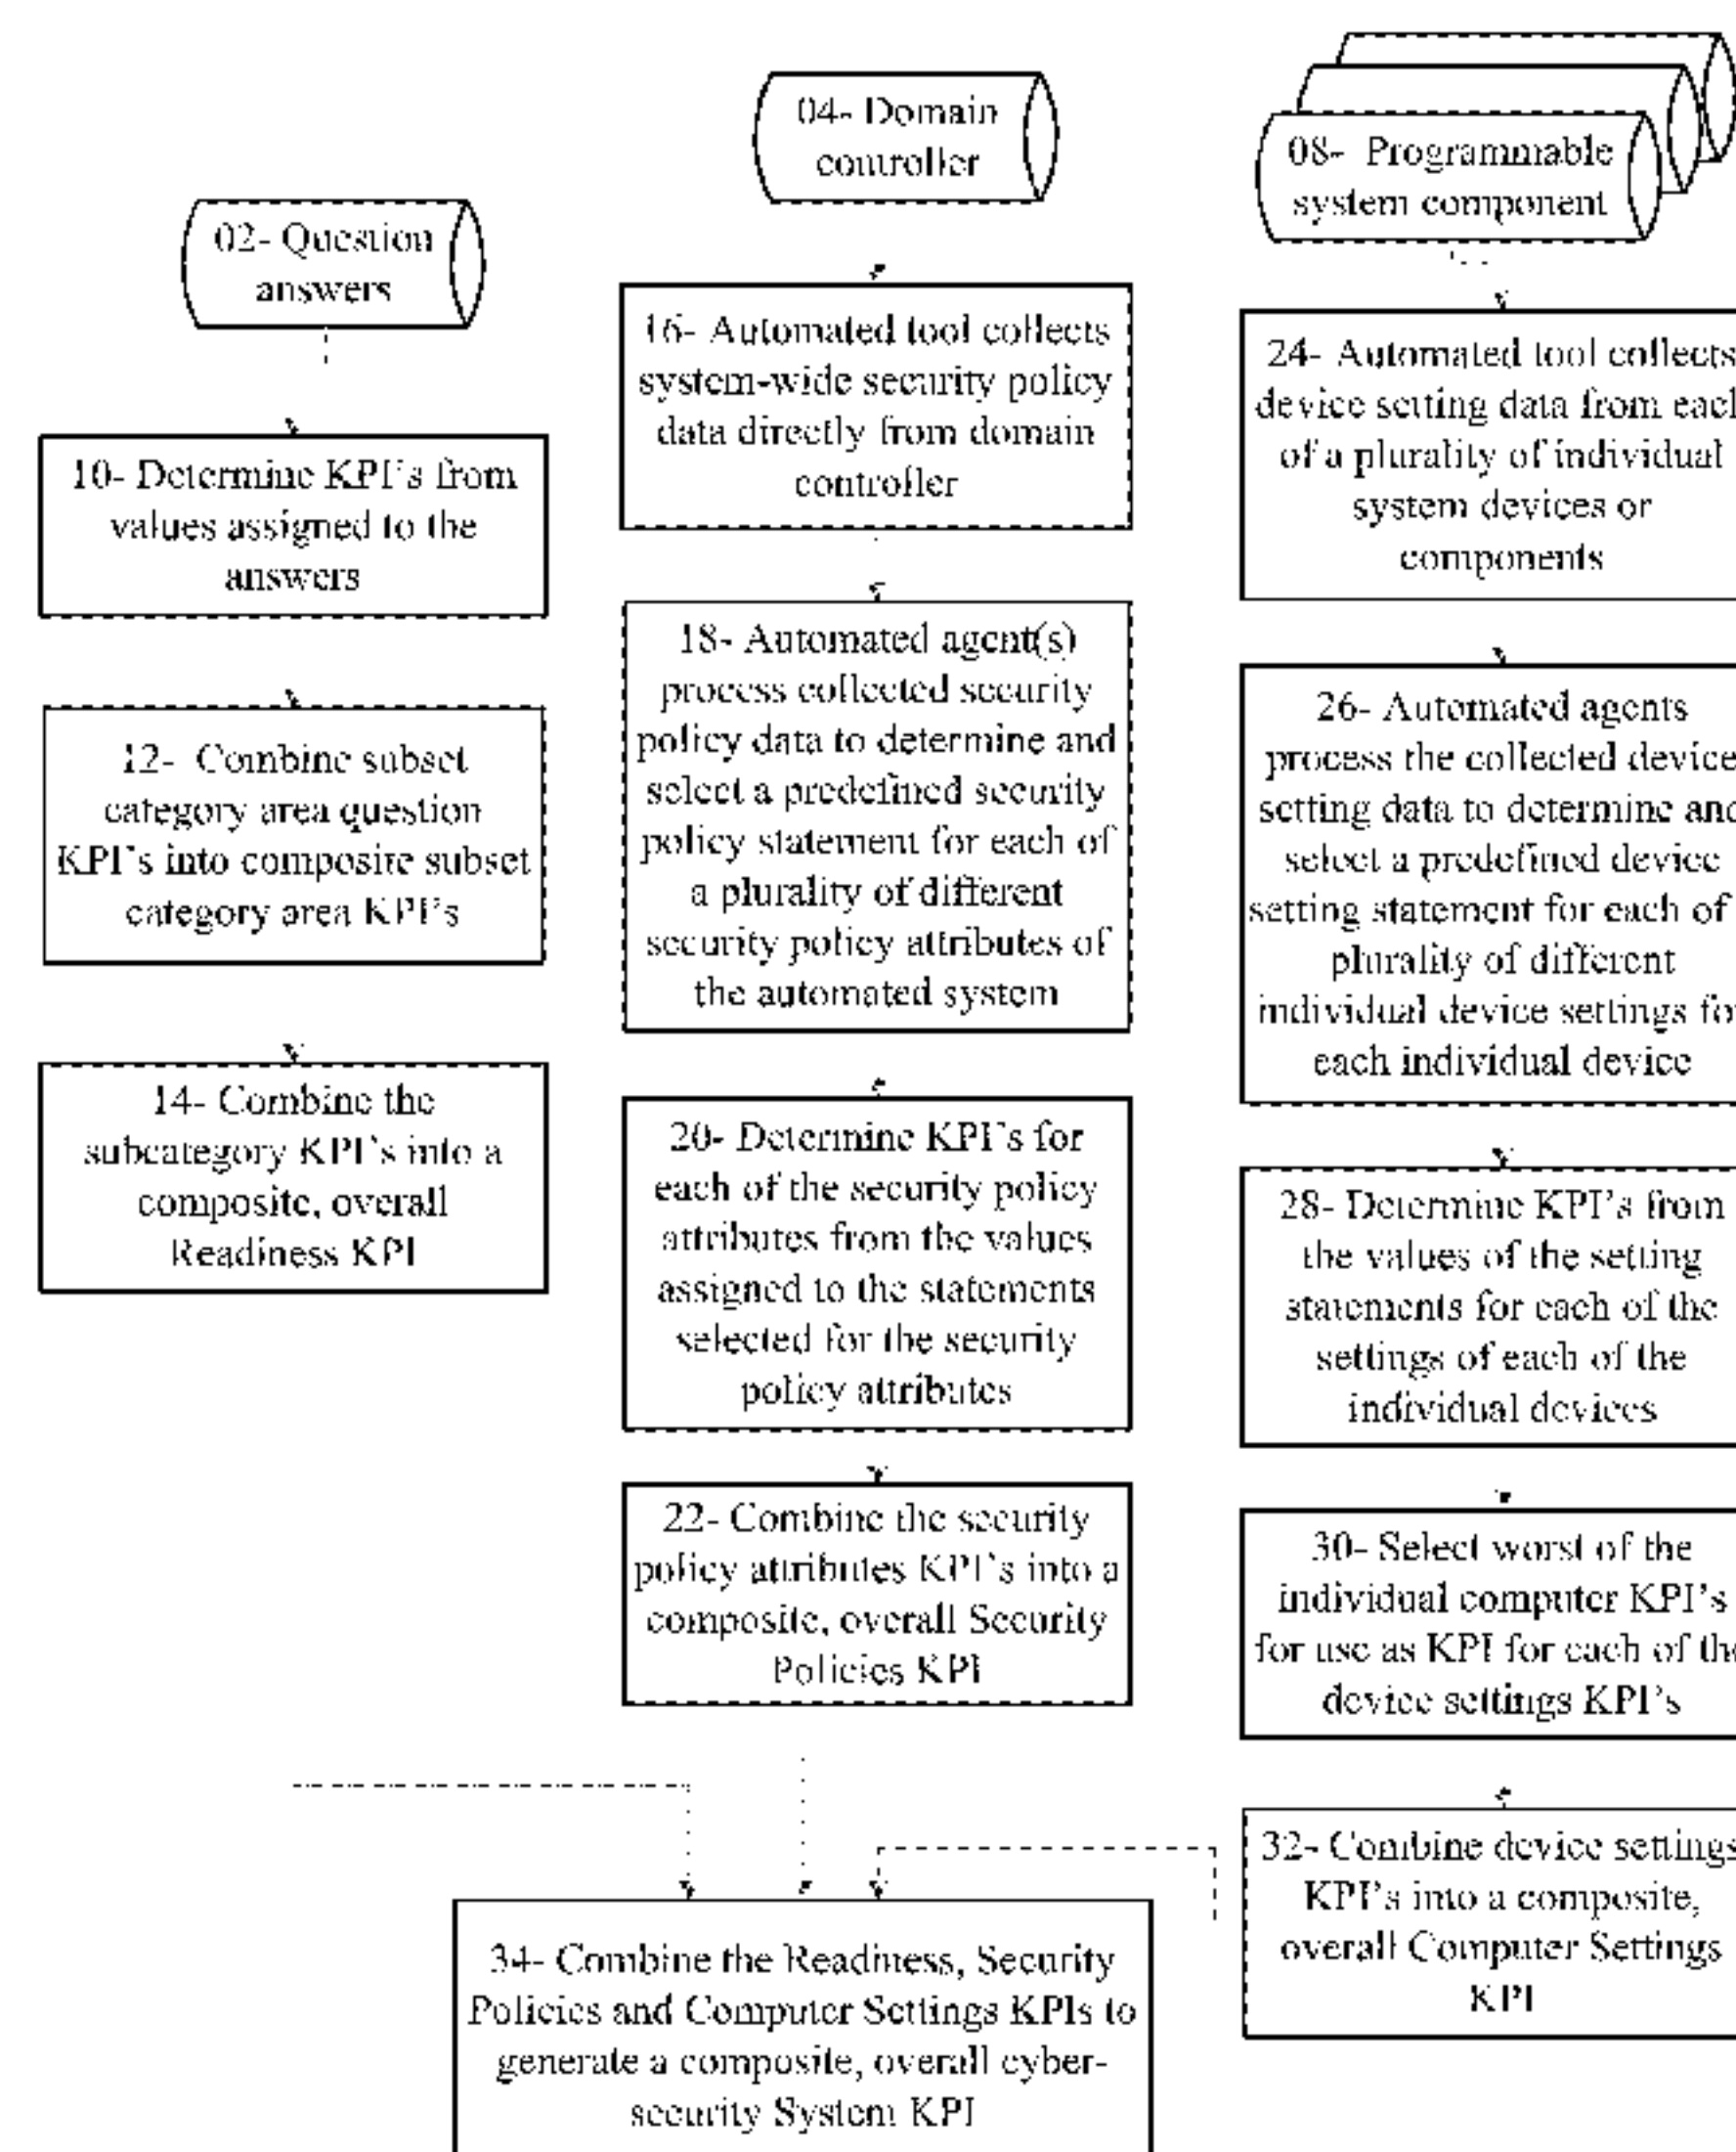 02- Question
answers
10- Determine KPI's from
values assigned to the
answers
12- Combine subset
category area question
KPI's into composite subset
category area KPI's
14- Combine the
subcategory KPI's into a
composite, overall
Readiness KPI
04- Domain
controller
16- Automated tool collects
system-wide security policy
data directly from domain
controller
18- Automated agent(s)
process collected security
policy data to determine and
select a predefined security
policy statement for each of
a plurality of different
security policy attributes of
the automated system
20- Determine KPI's for
each of the security policy
attributes from the values
assigned to the statements
selected for the security
policy attributes
22- Combine the security
policy attributes KPI's into a
composite, overall Security
Policies KPI
08- Programmable
system component
24- Automated tool collects
device setting data from each
of a plurality of individual
system devices or
components
26- Automated agents
process the collected device
setting data to determine and
select a predefined device
setting statement for each of
plurality of different
individual device settings for
each individual device
28- Determine KPI's from
the values of the setting
statements for each of the
settings of each of the
individual devices
30- Select worst of the
individual computer KPI's
for use as KPI for each of the
device settings KPI's
32- Combine device settings
KPI's into a composite,
overall Computer Settings
KPI
34- Combine the Readiness, Security
Policies and Computer Settings KPIs to
generate a composite, overall cyber-
security System KPI